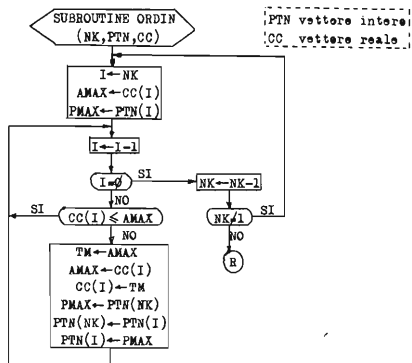 SUBROUTINE ORDIN
(NK,PTN,CC)
PTN vettore intero
CC vettore reale
I←NK
AMAX←CC(I)
PMAX←PTN(I)
I←I-1
I=∅
SI
NK←NK-1
NO
SI
CC(I) ≤ AMAX
NK≠1
SI
NO
NO
TM←AMAX
AMAX←CC(I)
CC(I)←TM
PMAX←PTN(NK)
PTN(NK)←PTN(I)
PTN(I)←PMAX
R